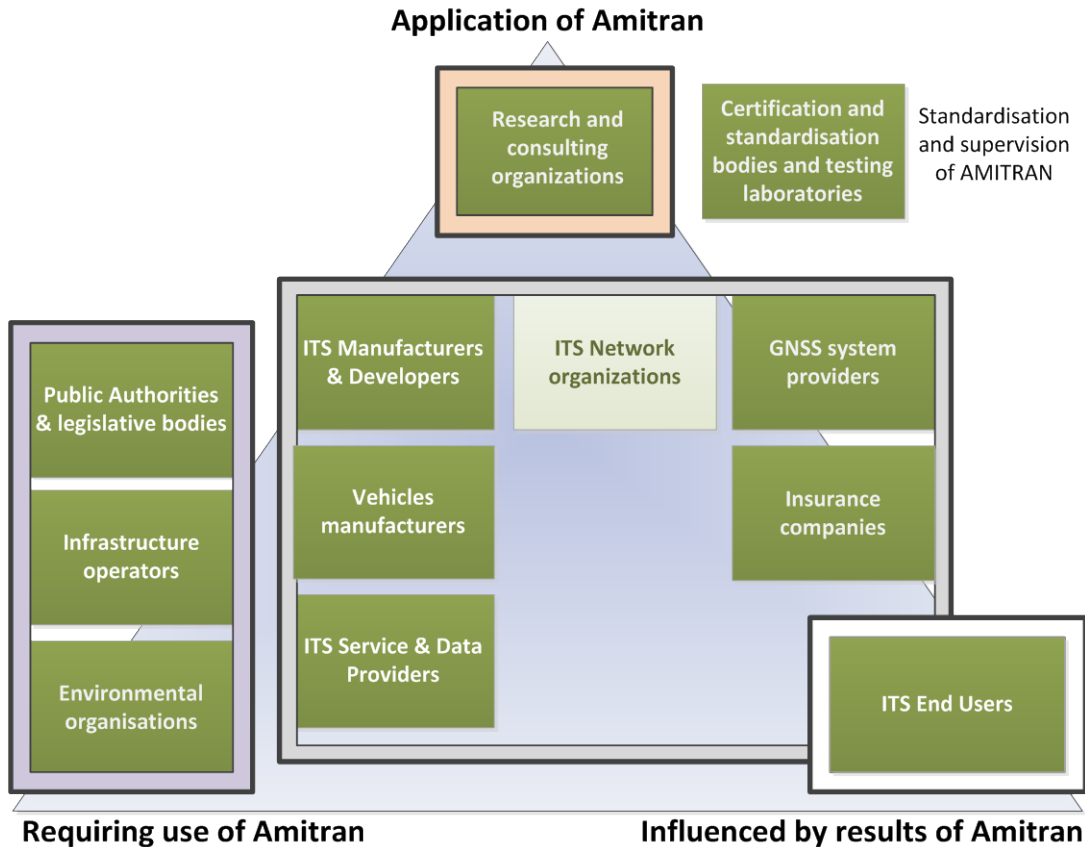 Application of Amitran
Research and
consulting
organizations
Certification and
standardisation
bodies and testing
laboratories
Standardisation
and supervision
of AMITRAN
ITS Manufacturers
& Developers
ITS Network
organizations
GNSS system
providers
Public Authorities
& legislative bodies
Vehicles
manufacturers
Insurance
companies
Infrastructure
operators
ITS Service & Data
Providers
Environmental
organisations
ITS End Users
Requiring use of Amitran
Influenced by results of Amitran